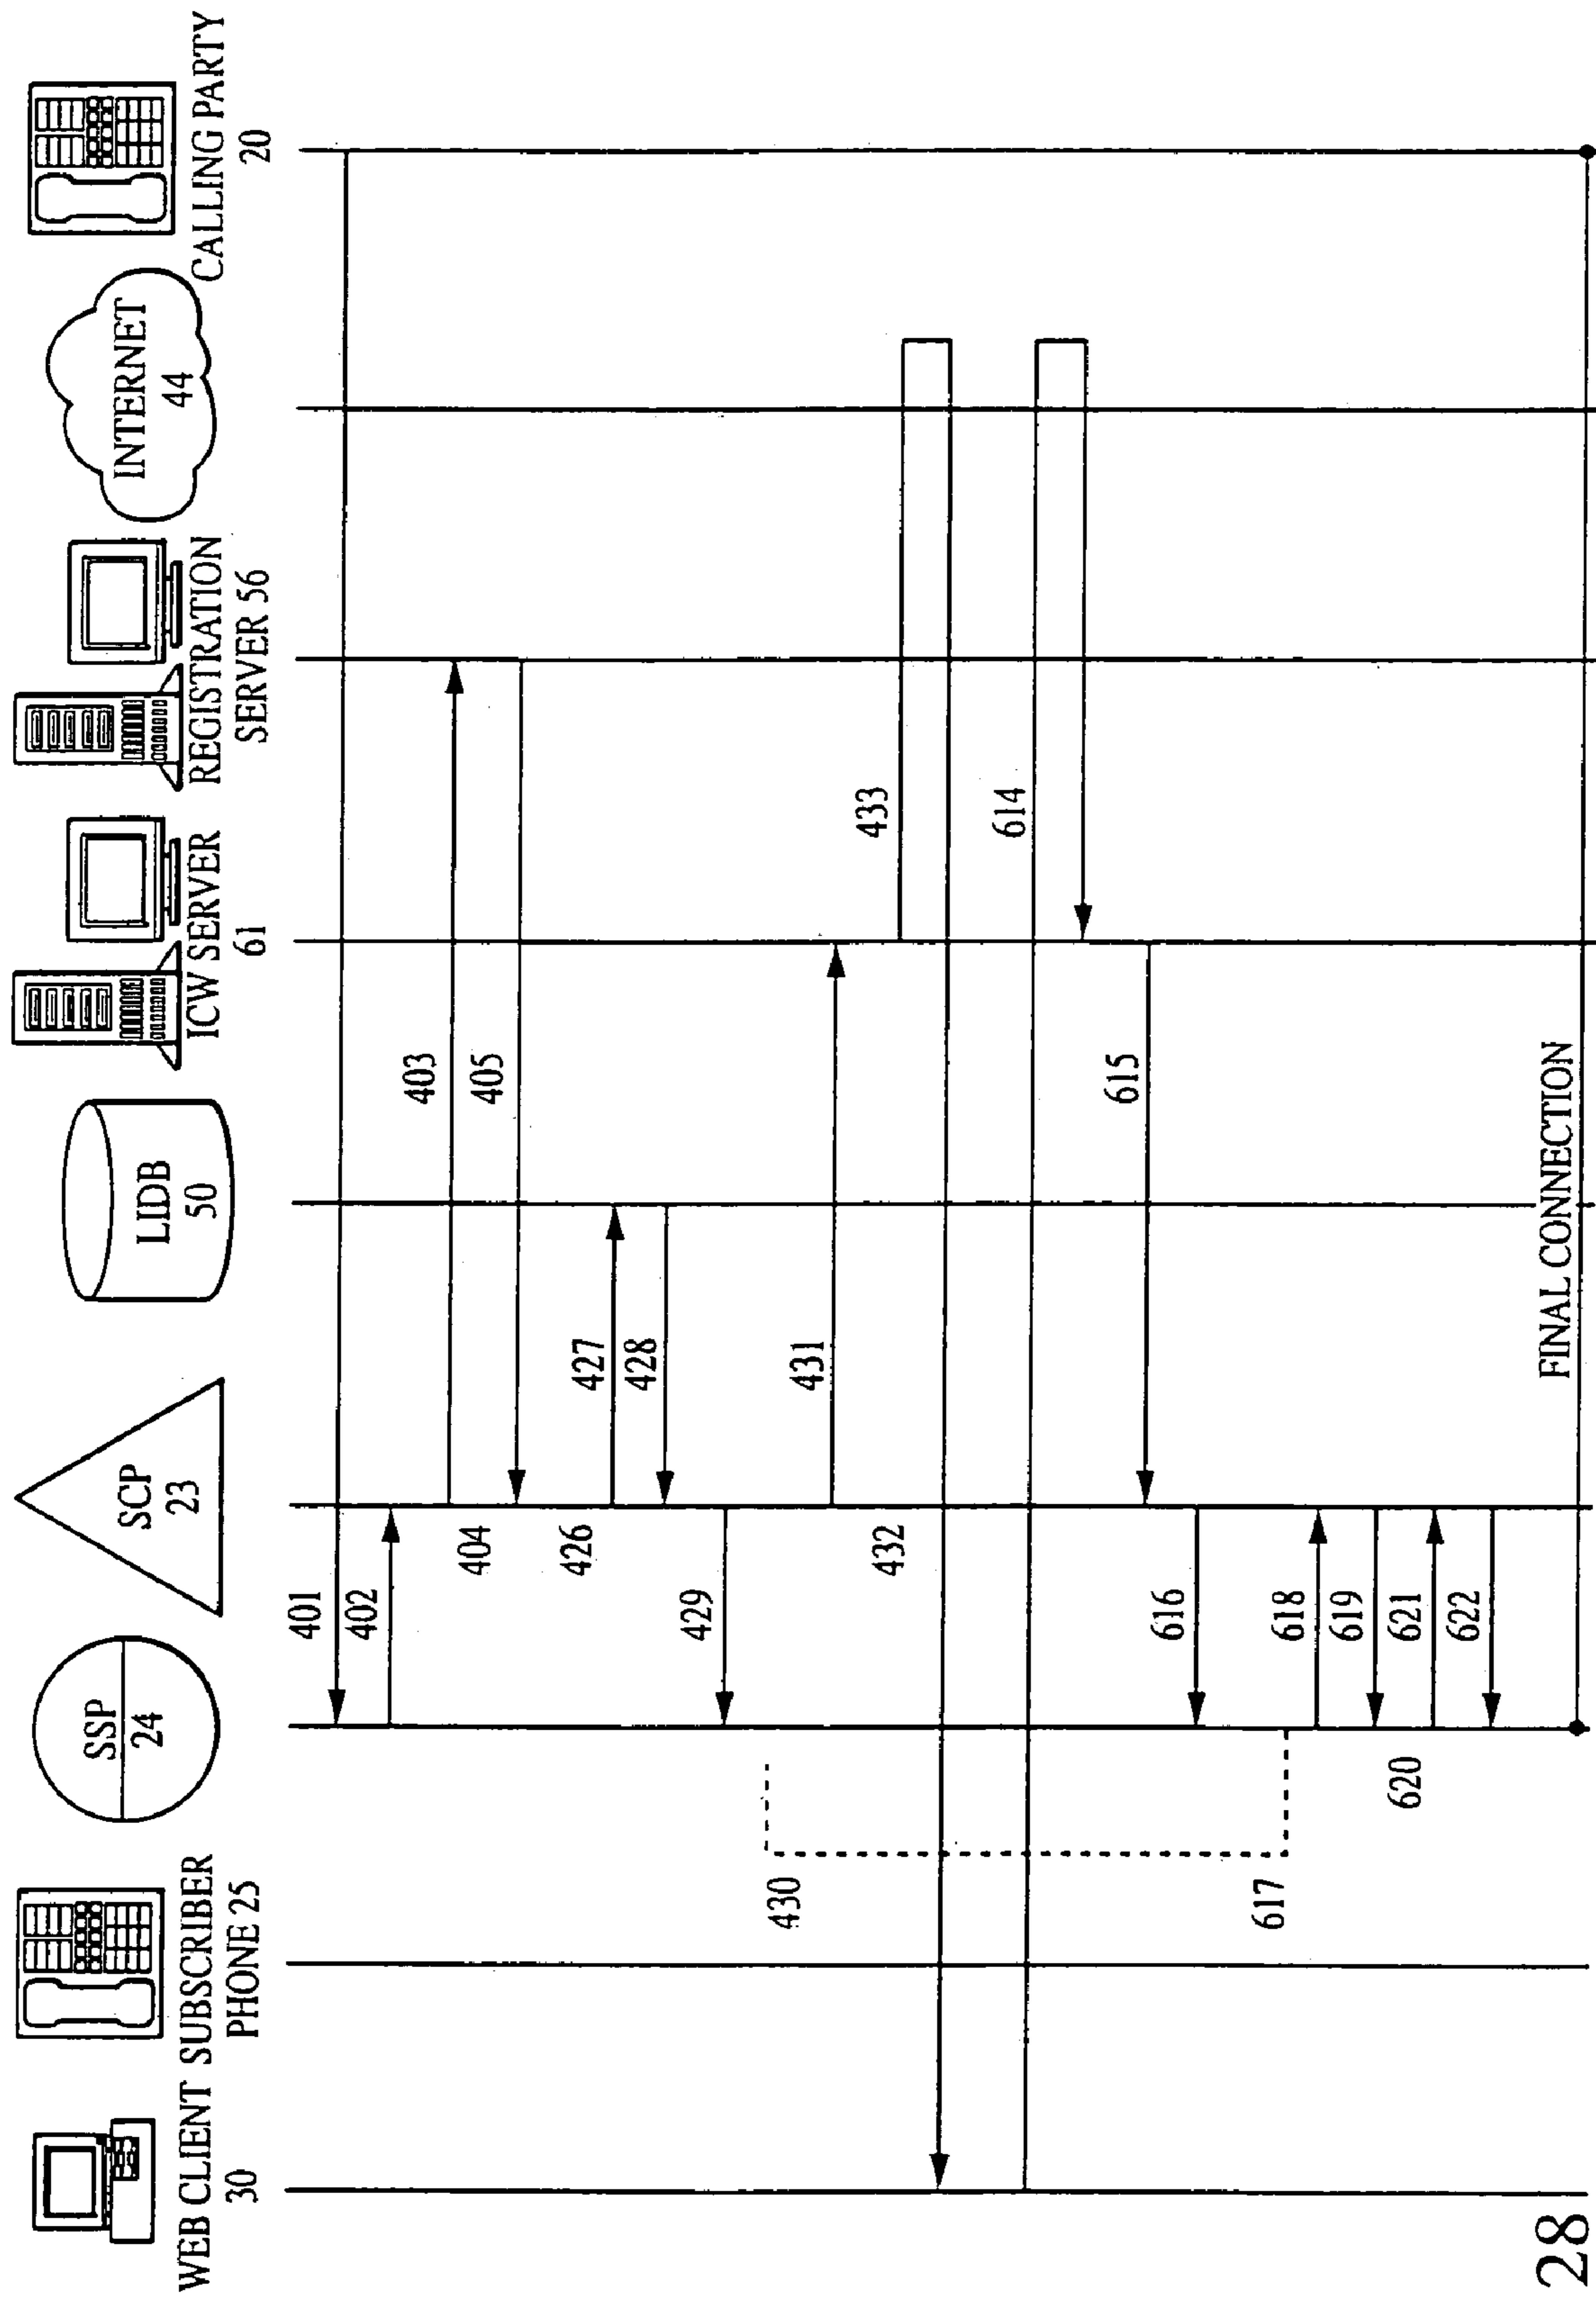 WEB CLIENT
30
SUBSCRIBER
PHONE 25
SSP
24
SCP
23
LIDB
50
ICW SERVER
61
REGISTRATION
SERVER 56
INTERNET
44
CALLING PARTY
20
401
402
403
404
405
426
427
428
429
430
431
432
433
614
615
616
617
618
619
620
621
622
FINAL CONNECTION
28